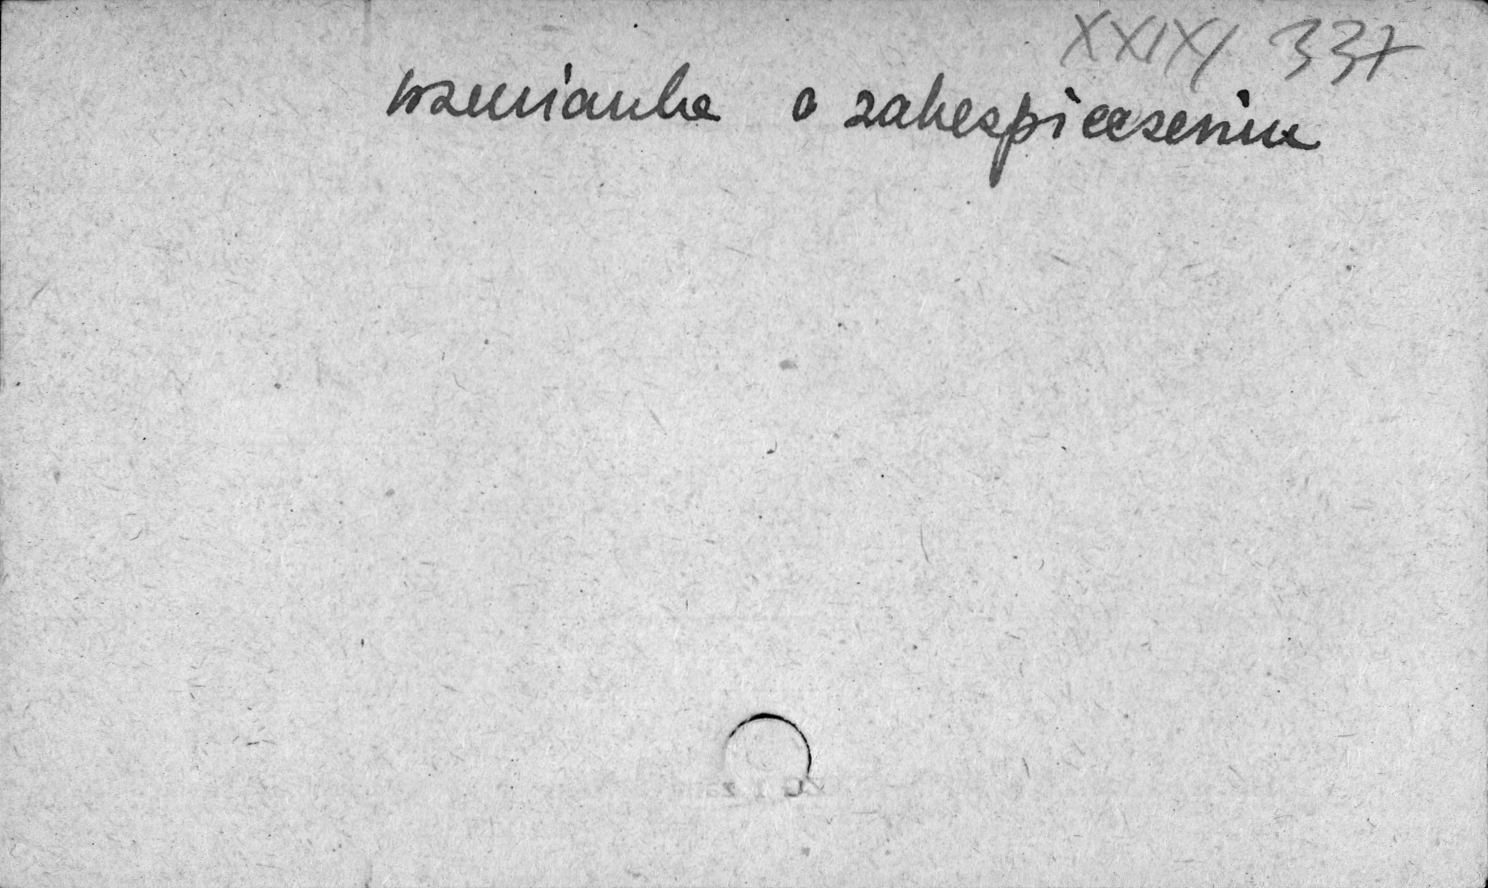 XXIX/ 337
wzmianka o zabezpieczeniu